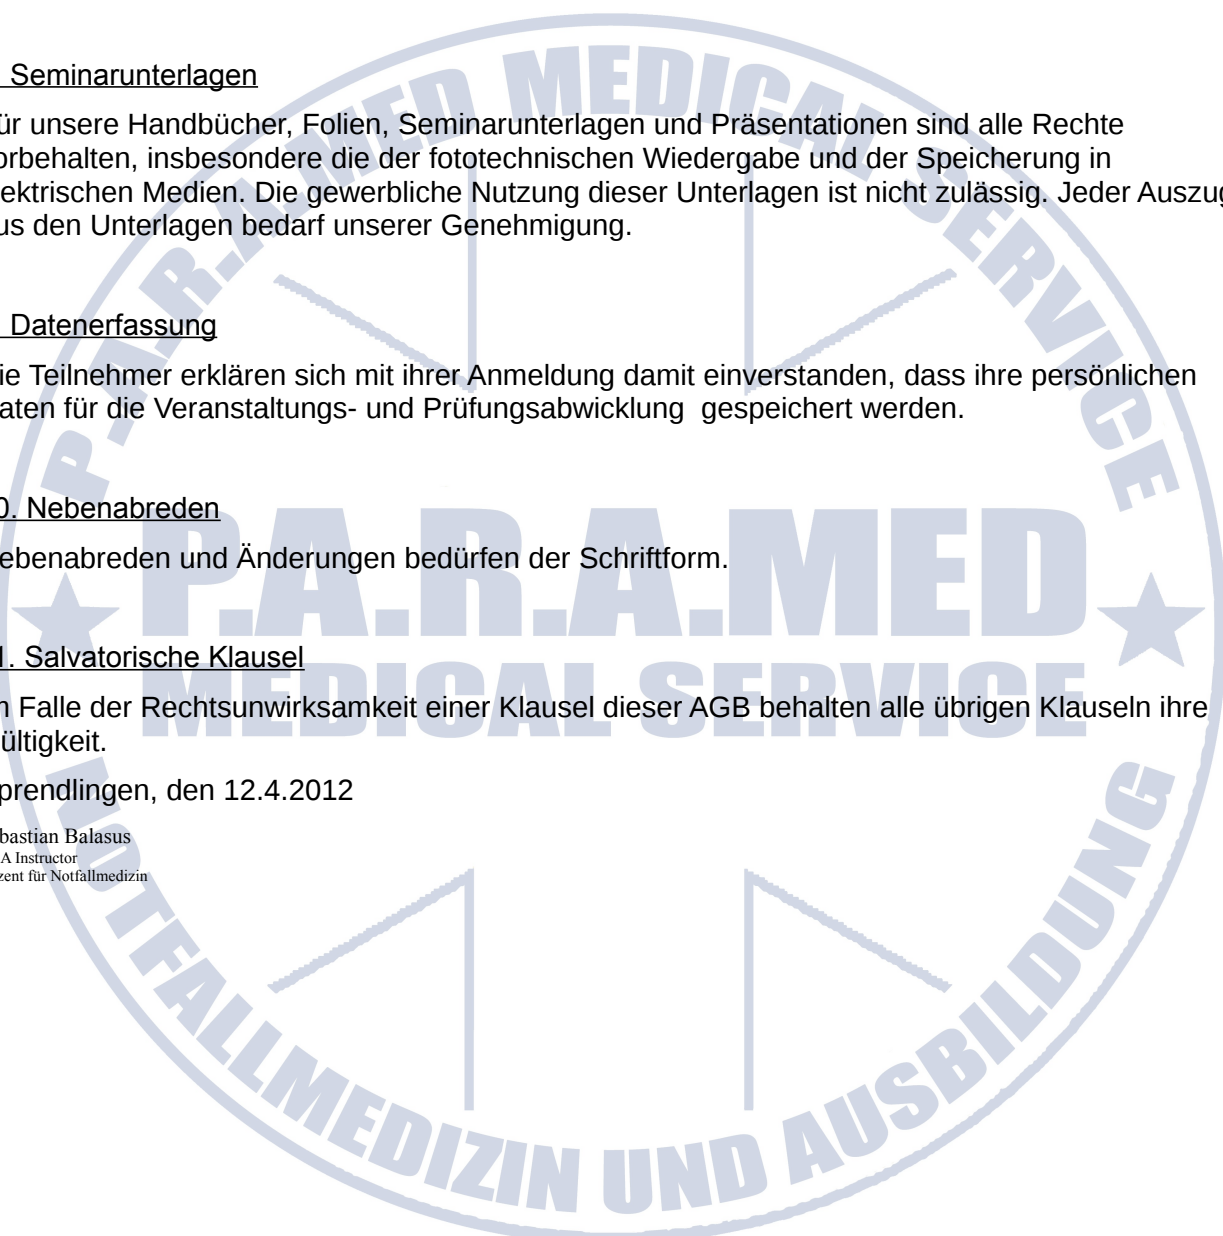 Seminarunterlagen
ür unsere Handbücher, Folien, Seminarunterlagen und Präsentationen sind alle Rechte
orbehalten, insbesondere die der fototechnischen Wiedergabe und der Speicherung in
lektrischen Medien. Die gewerbliche Nutzung dieser Unterlagen ist nicht zulässig. Jeder Auszug
us den Unterlagen bedarf unserer Genehmigung.
Datenerfassung
ie Teilnehmer erklären sich mit ihrer Anmeldung damit einverstanden, dass ihre persönlichen
aten für die Veranstaltungs- und Prüfungsabwicklung gespeichert werden.
0. Nebenabreden
ebenabreden und Änderungen bedürfen der Schriftform.
1. Salvatorische Klausel
n Falle der Rechtsunwirksamkeit einer Klausel dieser AGB behalten alle übrigen Klauseln ihre
ültigkeit.
prendlingen, den 12.4.2012
bastian Balasus
A Instructor
zent für Notfallmedizin
P.A.R.A.MED MEDICAL SERVICE
P.A.R.A.MED
MEDICAL SERVICE
NOTFALLMEDIZIN UND AUSBILDUNG